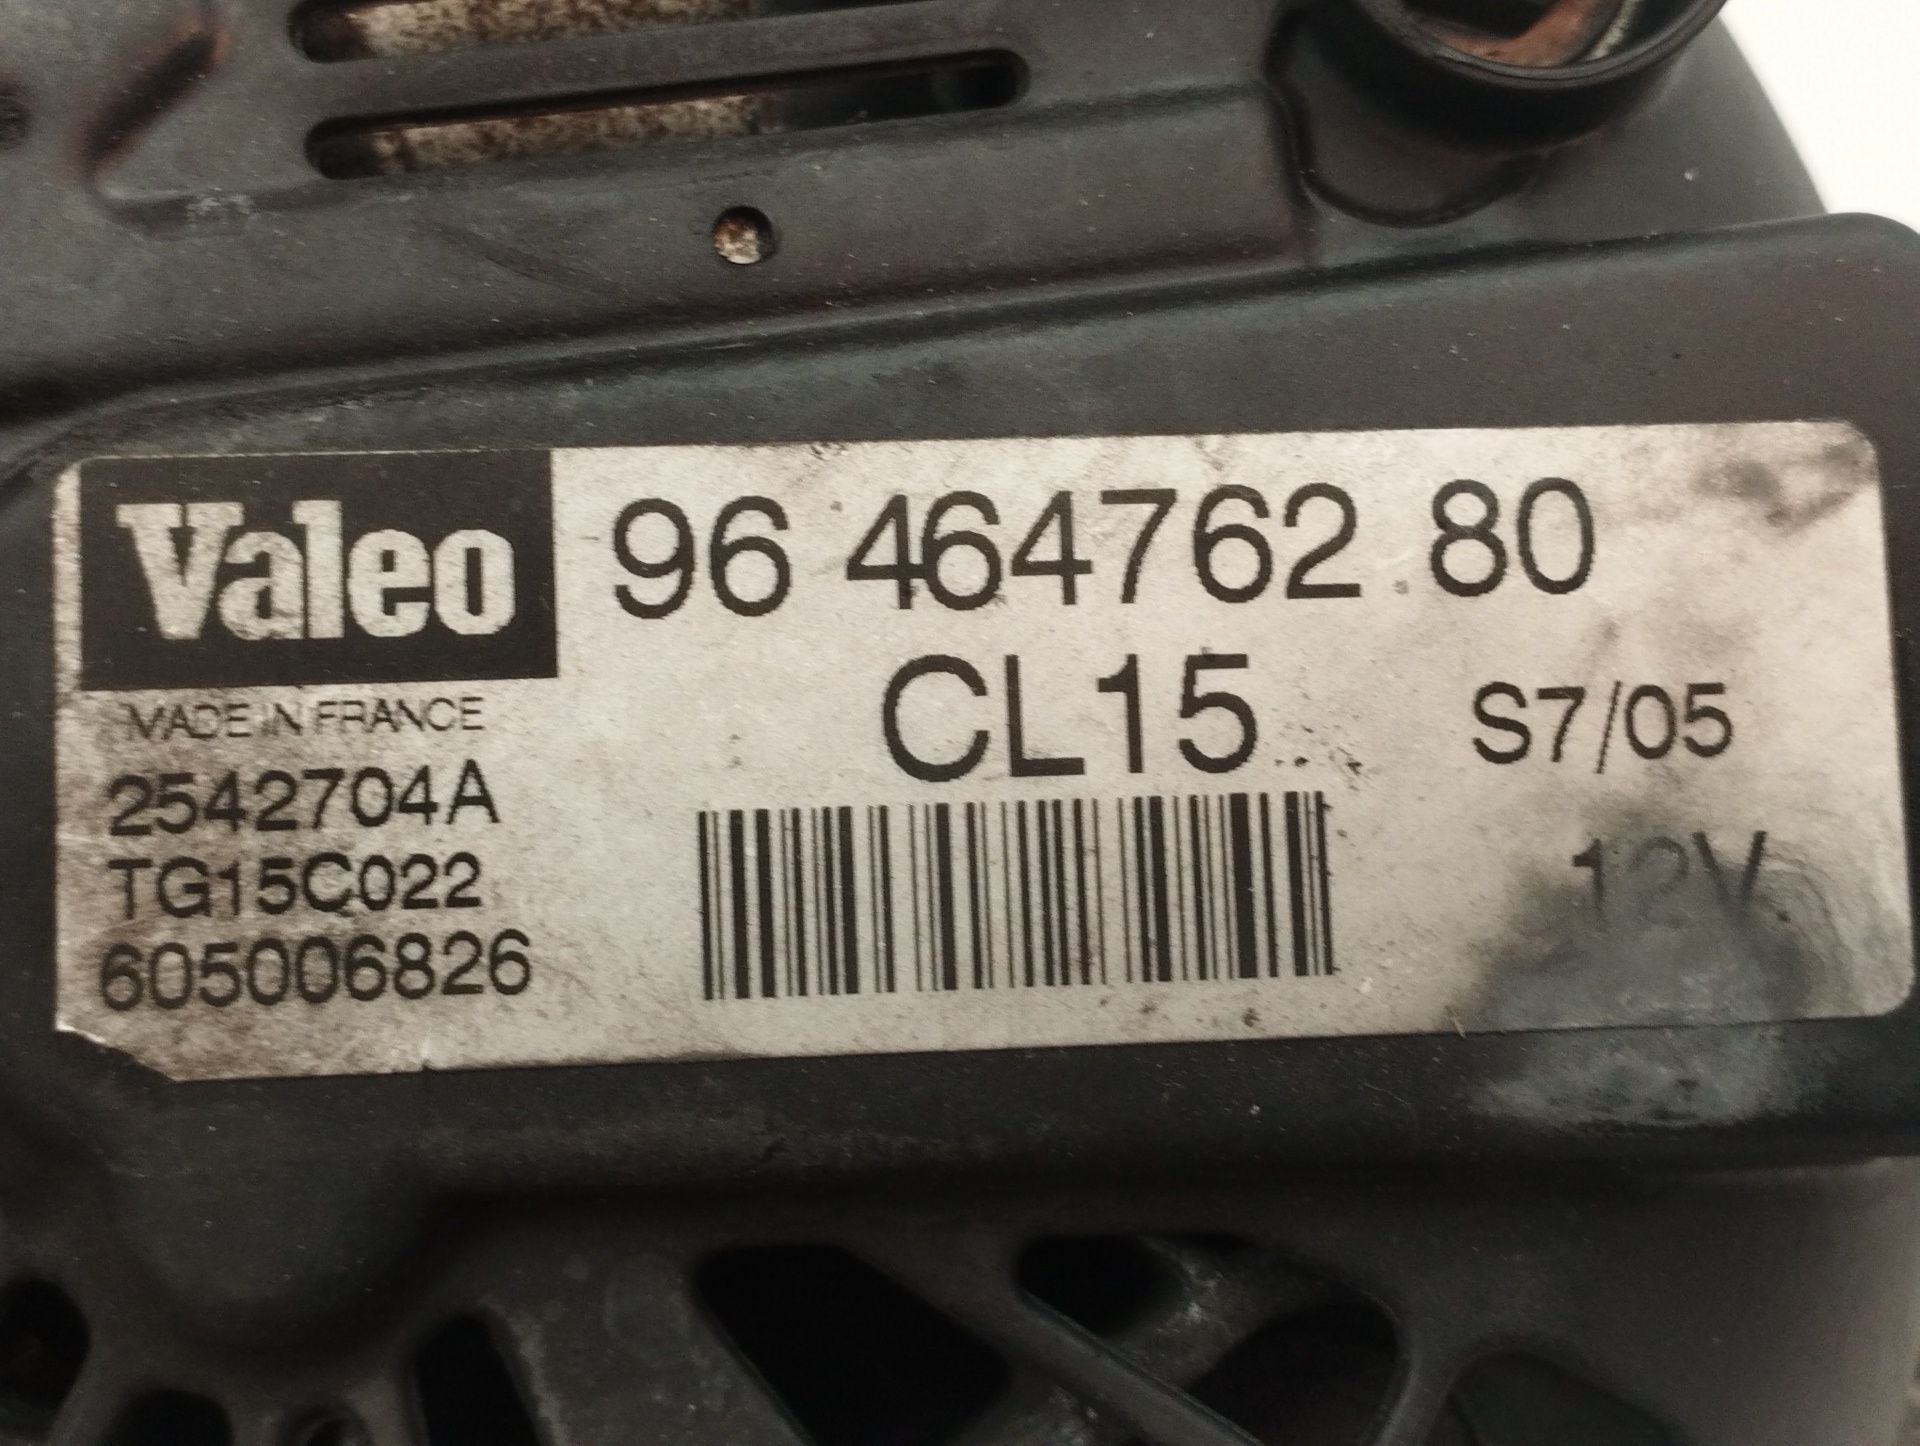 Valeo
96 464762 80
CL15
S7/05
MADE IN FRANCE
2542704A
TG15C022
605006826
12V